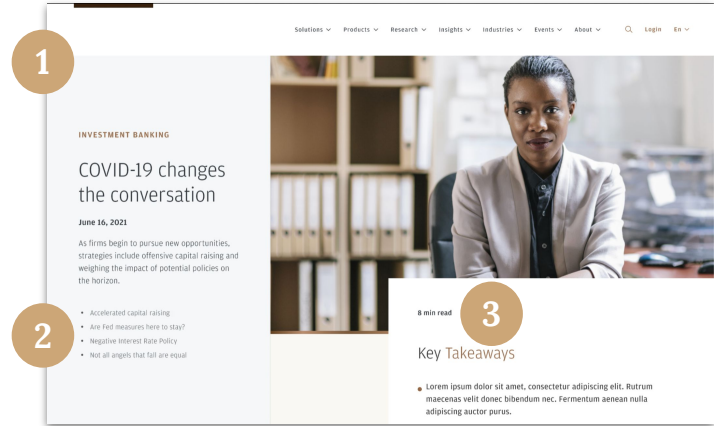 Solutions Products Research Insights Industries Events About Login En
1
INVESTMENT BANKING
COVID-19 changes
the conversation
June 16, 2021
As firms begin to pursue new opportunities,
strategies include offensive capital raising and
weighing the impact of potential policies on
the horizon.
2
• Accelerated capital raising
• Are Fed measures here to stay?
• Negative Interest Rate Policy
• Not all angels that fall are equal
8 min read
3
Key Takeaways
• Lorem ipsum dolor sit amet, consectetur adipiscing elit. Rutrum
maecenas velit donec bibendum nec. Fermentum aenean nulla
adipiscing auctor purus.